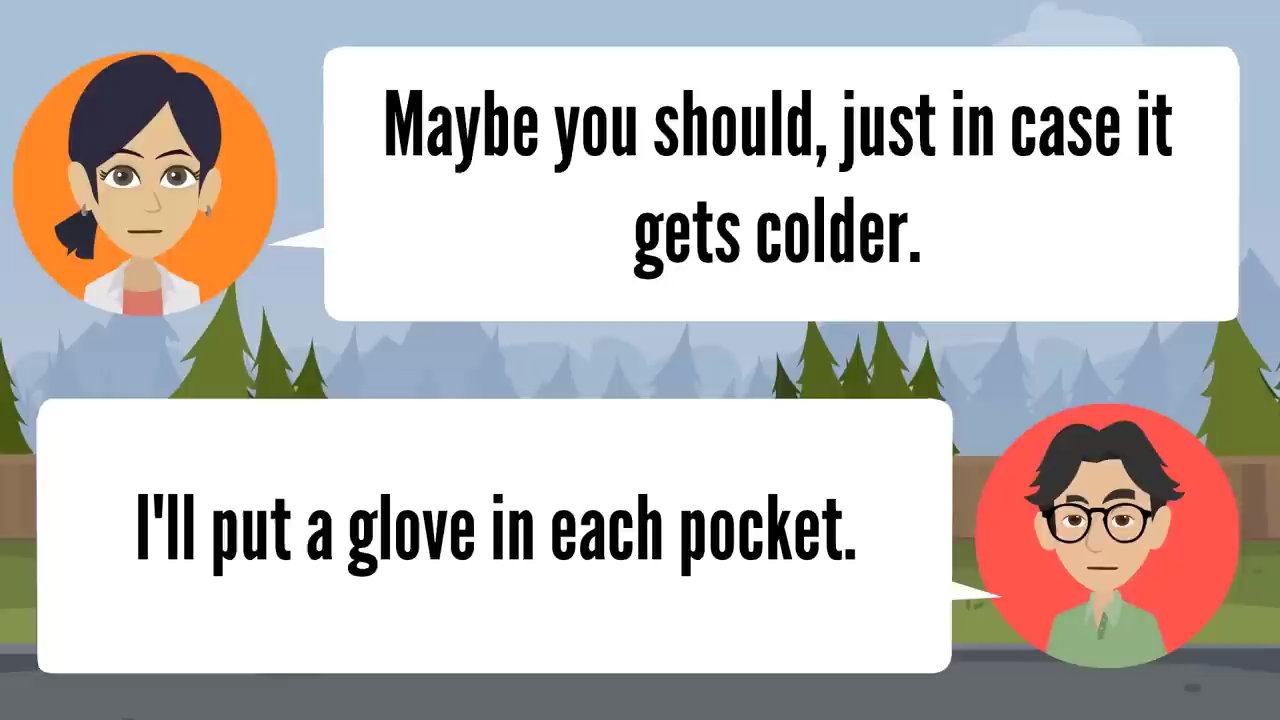 Maybe you should, just in case it
gets colder.
I'll put a glove in each pocket.